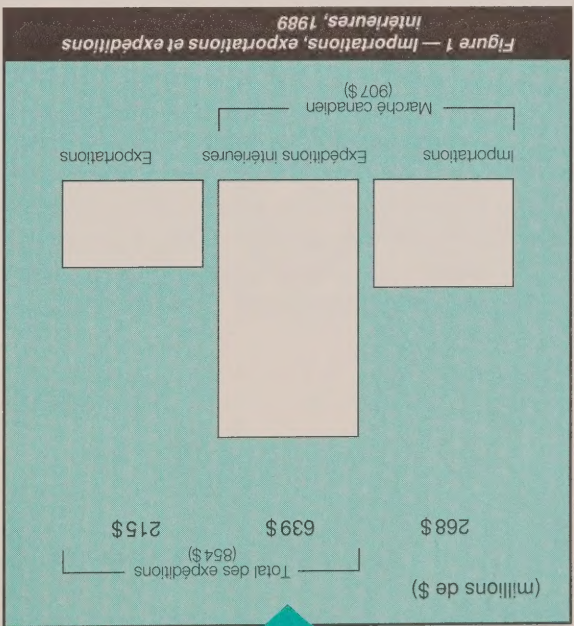 (millions de $)
Total des expéditions
(854 $)
268 $ 639 $ 215 $
Importations Expéditions intérieures Exportations
Marché canadien
(907 $)
Figure 1 — Importations, exportations et expéditions
intérieures, 1989